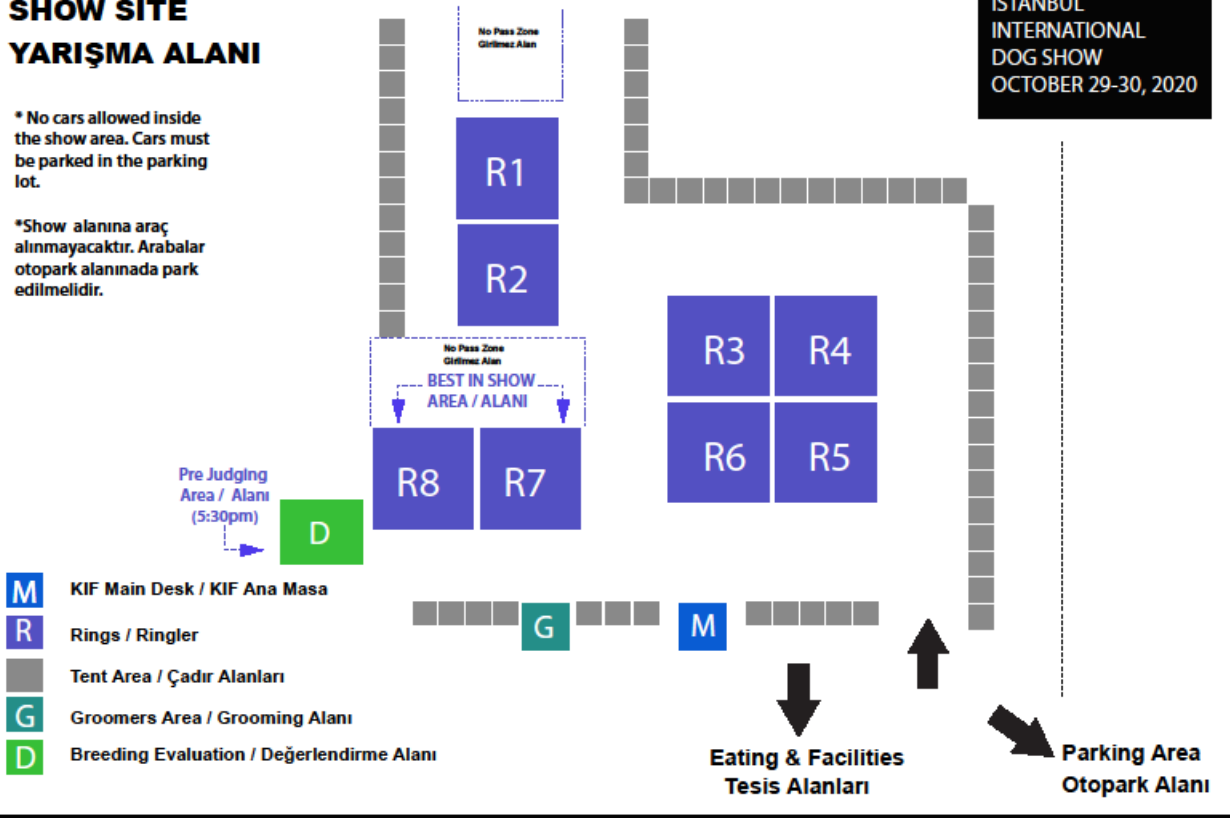 SHOW SITE
YARIŞMA ALANI
* No cars allowed inside
the show area. Cars must
be parked in the parking
lot.
*Show alanına araç
alınmayacaktır. Arabalar
otopark alanınada park
edilmelidir.
ISTANBUL
INTERNATIONAL
DOG SHOW
OCTOBER 29-30, 2020
No Pass Zone
Girilmez Alan
R1
R2
No Pass Zone
Girilmez Alan
BEST IN SHOW
AREA / ALANI
R3
R4
R6
R5
R8
R7
Pre Judging
Area / Alanı
(5:30pm)
D
M
KIF Main Desk / KIF Ana Masa
R
Rings / Ringler
Tent Area / Çadır Alanları
G
Groomers Area / Grooming Alanı
D
Breeding Evaluation / Değerlendirme Alanı
G
M
Eating & Facilities
Tesis Alanları
Parking Area
Otopark Alanı